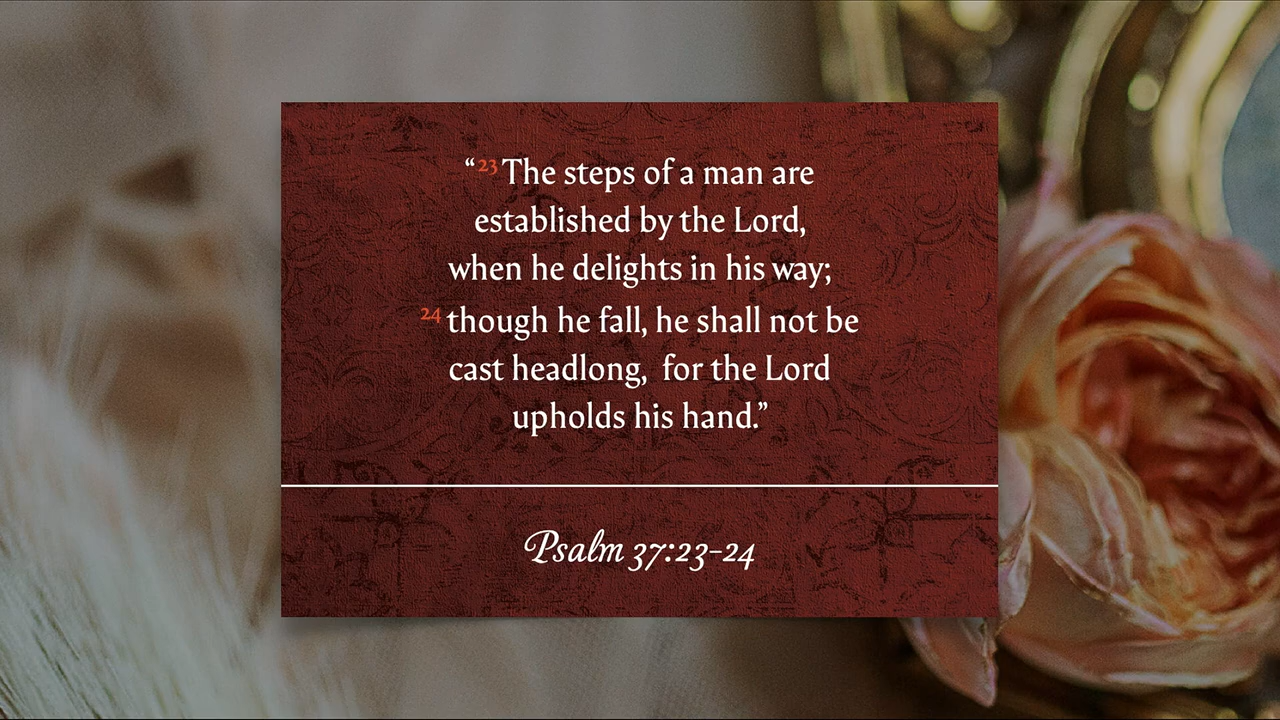 “23 The steps of a man are
established by the Lord,
when he delights in his way;
24 though he fall, he shall not be
cast headlong,  for the Lord
upholds his hand.”
Psalm 37:23-24